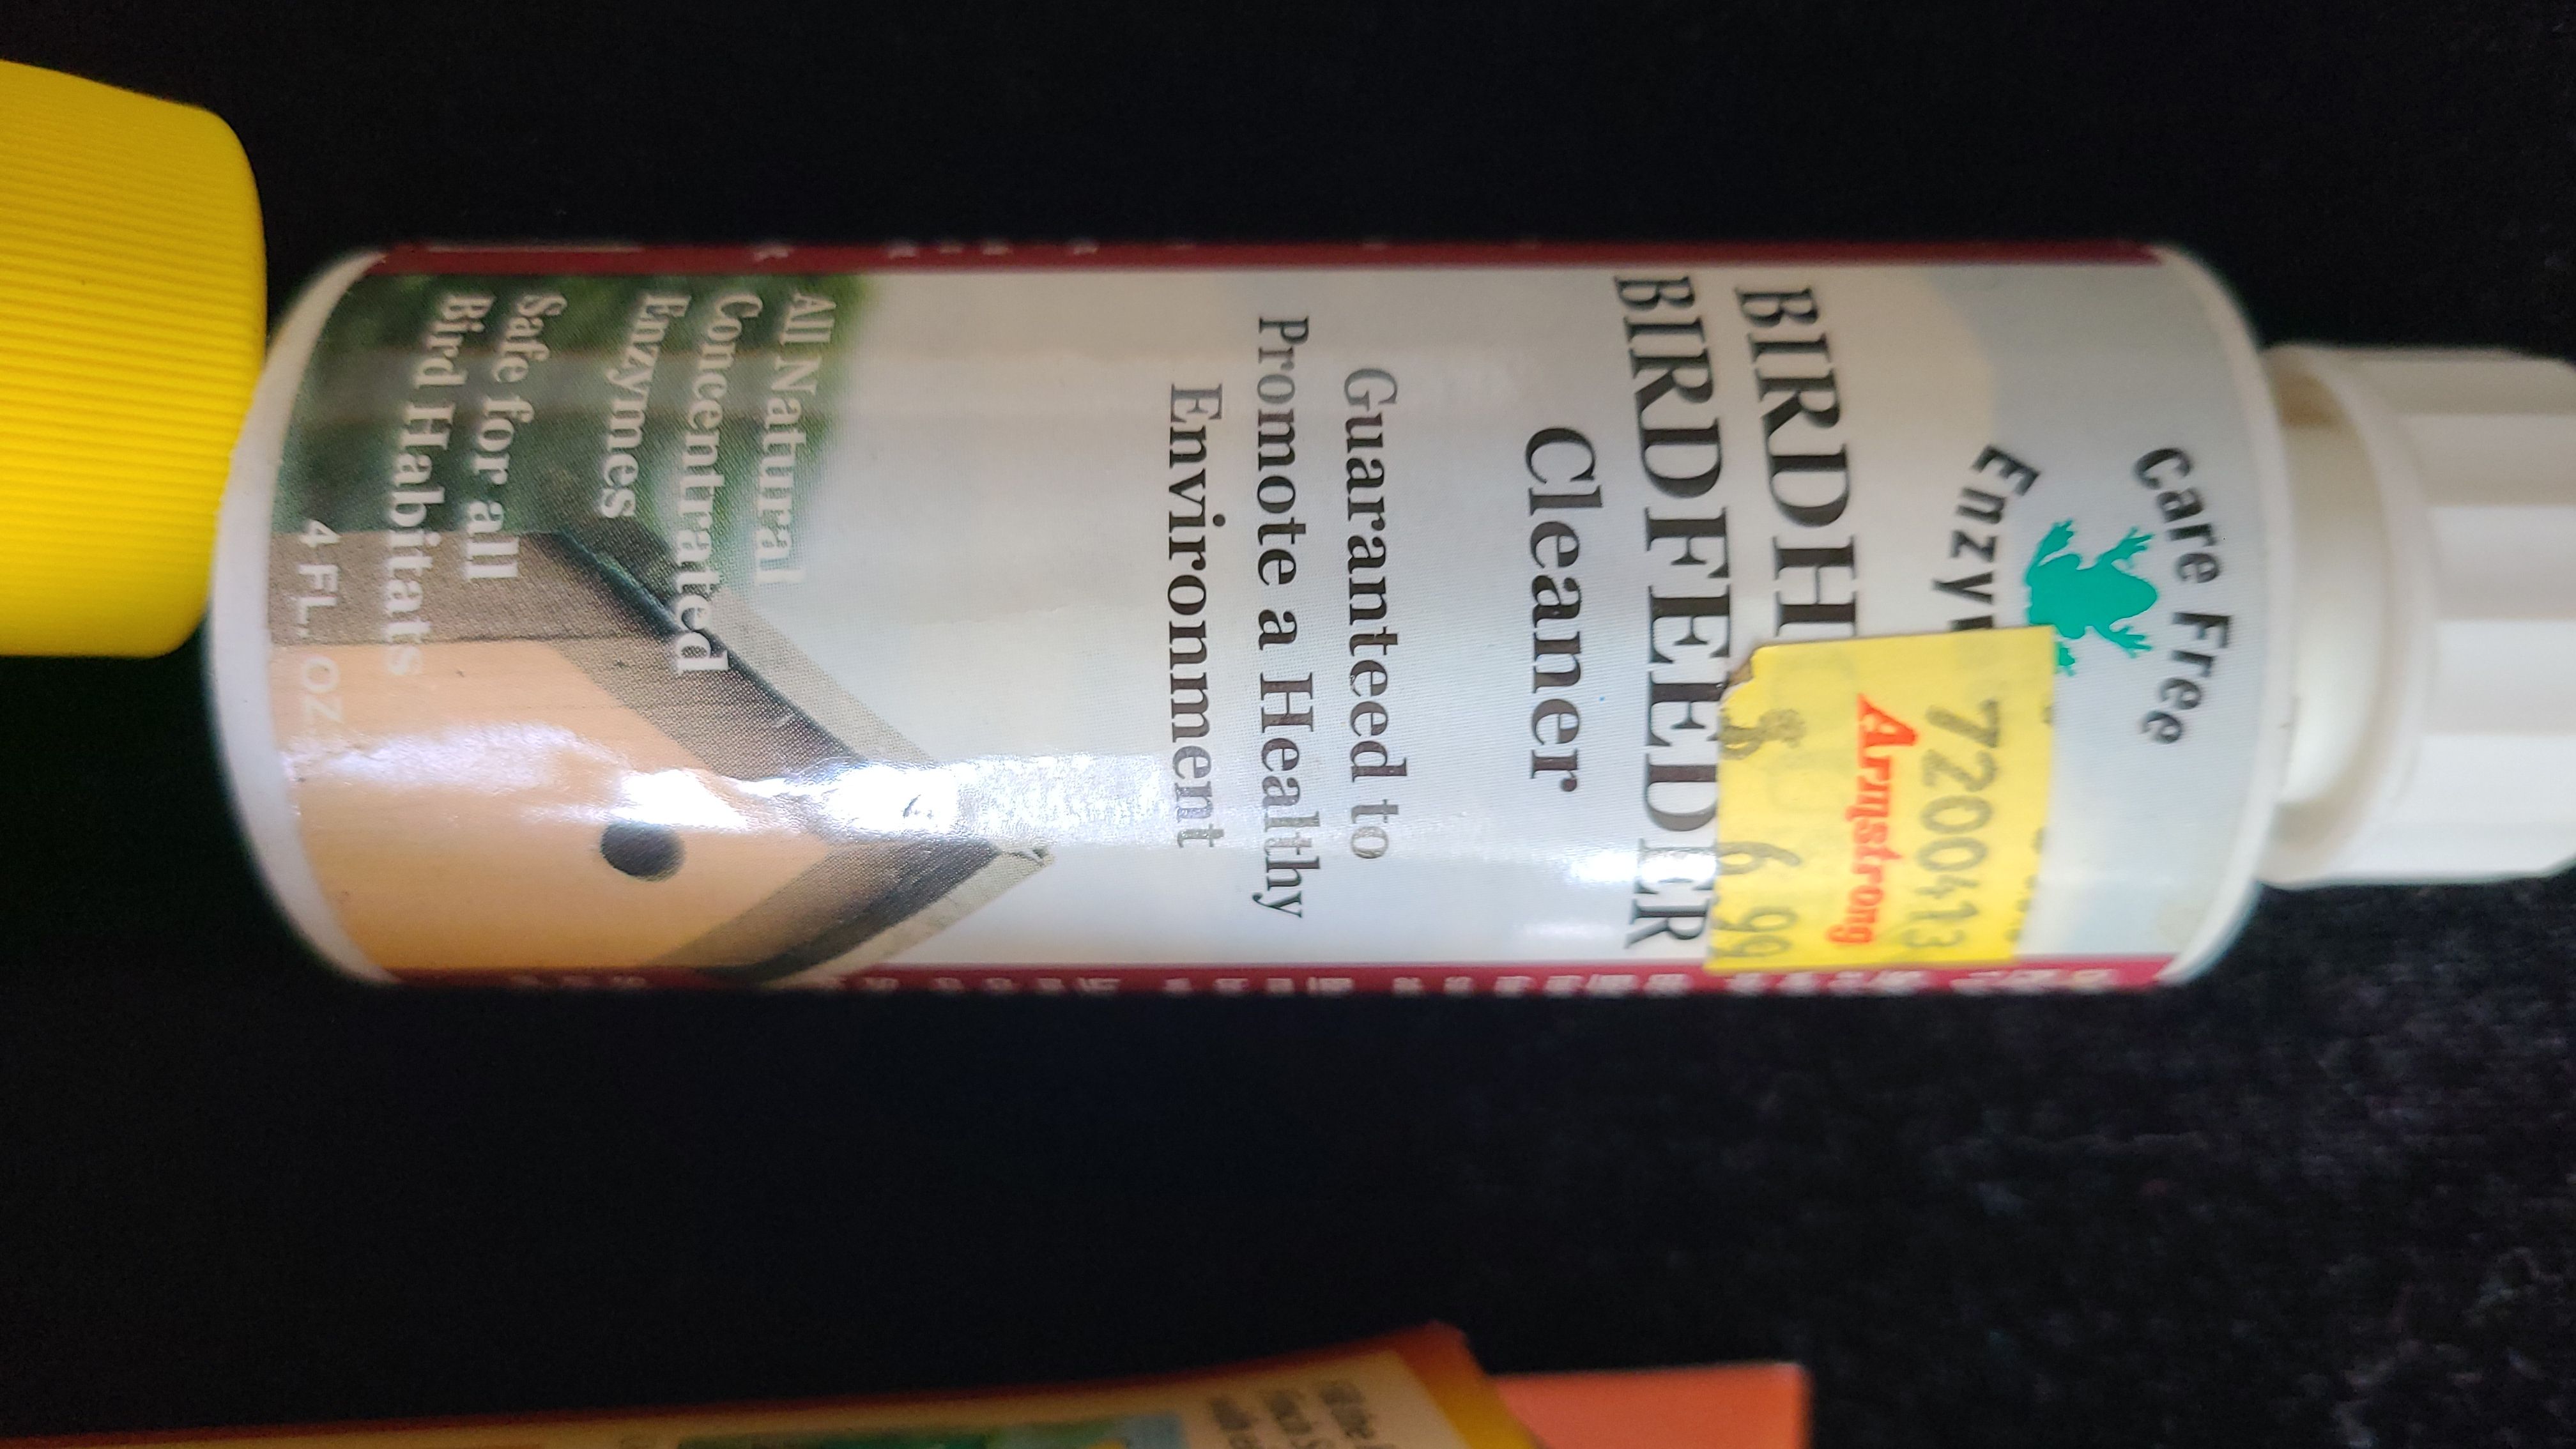 Care Free
BIRDFEEDER
Cleaner
Guaranteed to
Promote a Healthy
Environment
All Natural
Concentrated
Enzymes
Safe for all
Bird Habitats
4 FL. OZ.
7200413
Armstrong
$ 6 99